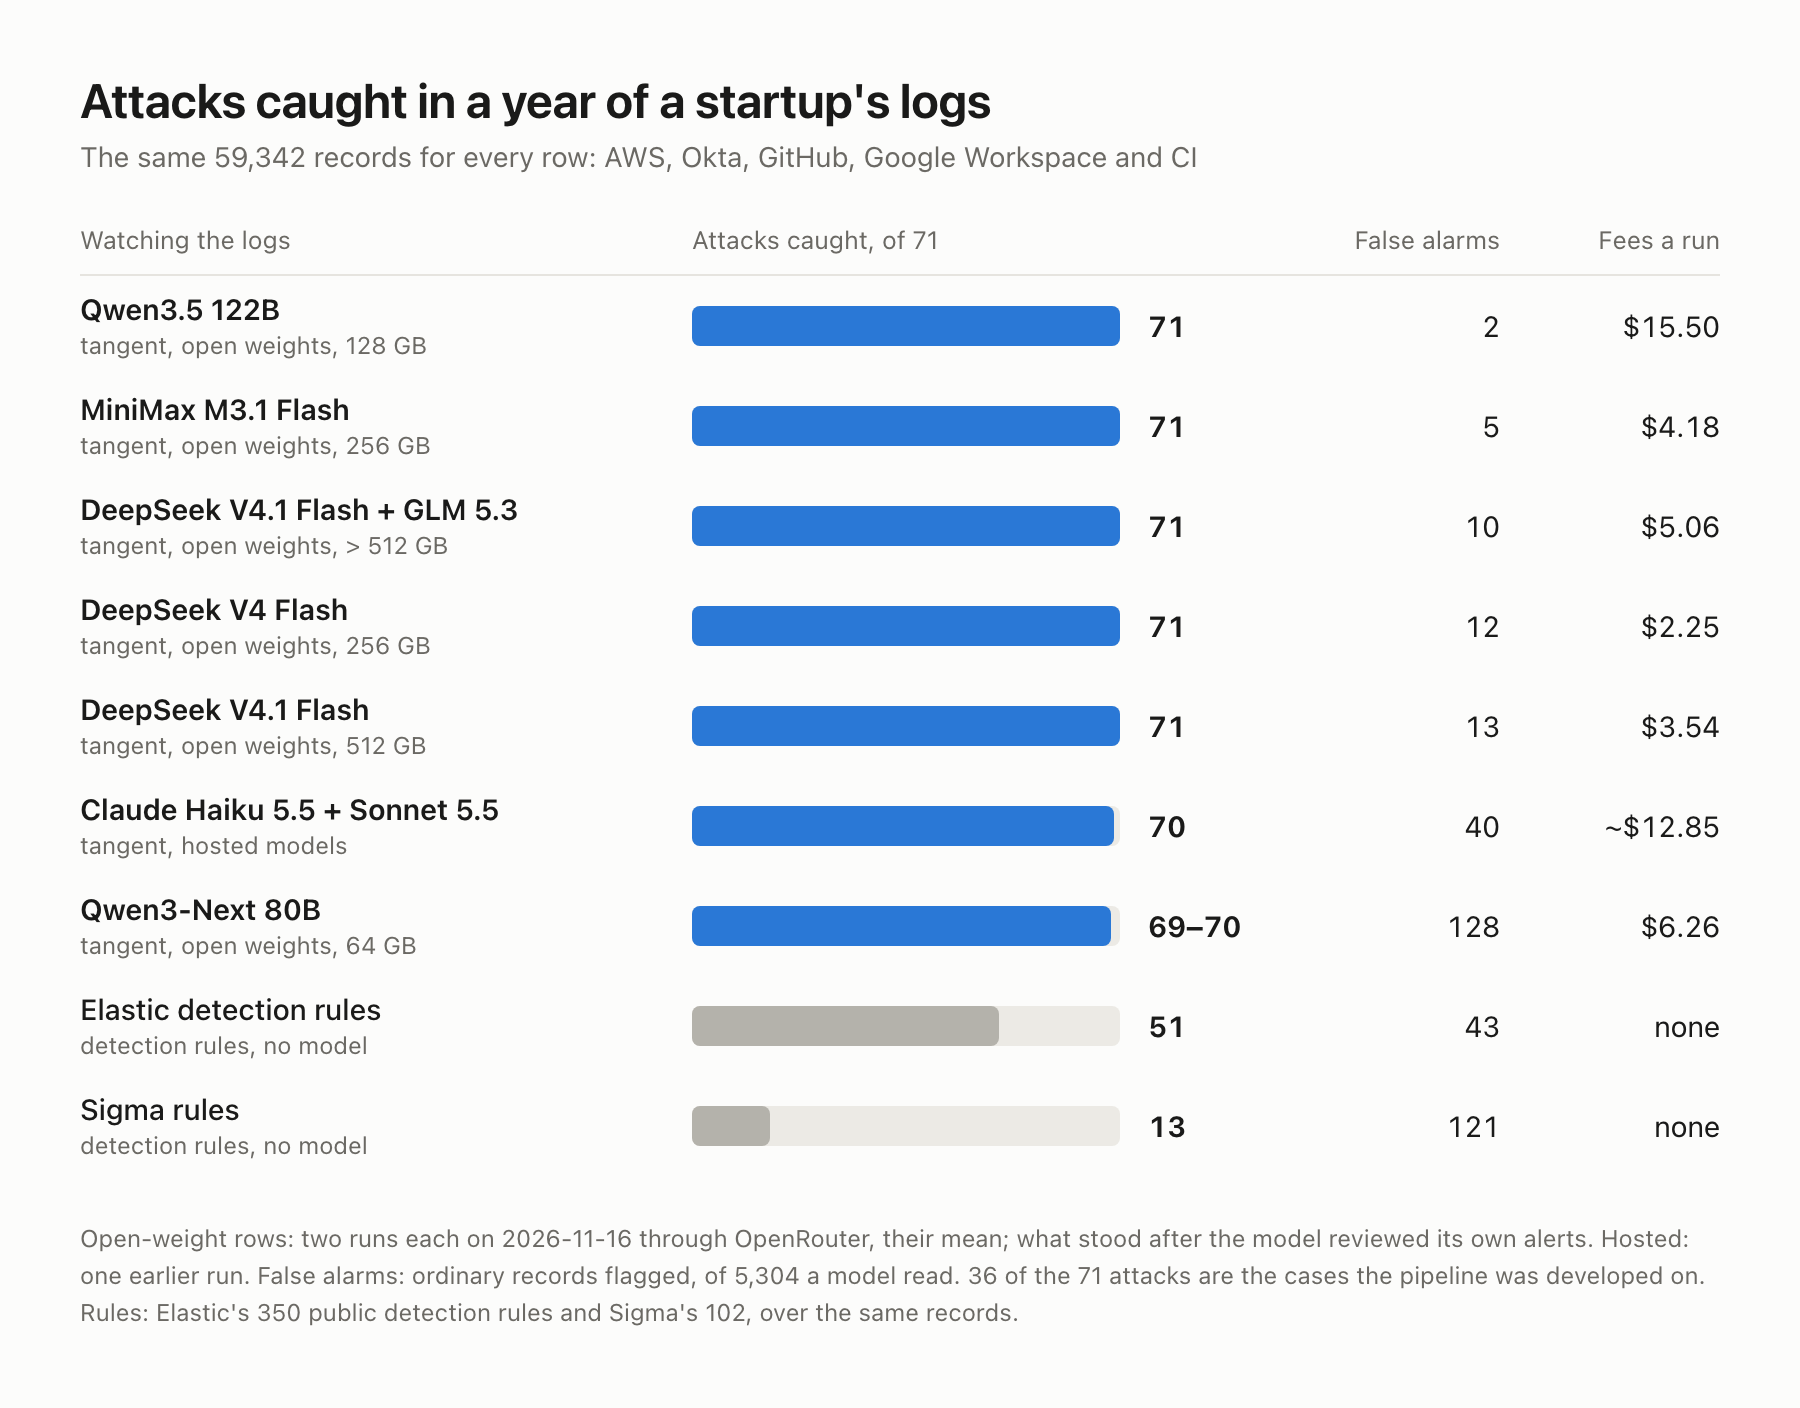 Attacks caught in a year of a startup's logs
The same 59,342 records for every row: AWS, Okta, GitHub, Google Workspace and CI
Watching the logs Attacks caught, of 71 False alarms Fees a run
Qwen3.5 122B
tangent, open weights, 128 GB
71 2 $15.50
MiniMax M3.1 Flash
tangent, open weights, 256 GB
71 5 $4.18
DeepSeek V4.1 Flash + GLM 5.3
tangent, open weights, > 512 GB
71 10 $5.06
DeepSeek V4 Flash
tangent, open weights, 256 GB
71 12 $2.25
DeepSeek V4.1 Flash
tangent, open weights, 512 GB
71 13 $3.54
Claude Haiku 5.5 + Sonnet 5.5
tangent, hosted models
70 40 ~$12.85
Qwen3-Next 80B
tangent, open weights, 64 GB
69–70 128 $6.26
Elastic detection rules
detection rules, no model
51 43 none
Sigma rules
detection rules, no model
13 121 none
Open-weight rows: two runs each on 2026-11-16 through OpenRouter, their mean; what stood after the model reviewed its own alerts. Hosted:
one earlier run. False alarms: ordinary records flagged, of 5,304 a model read. 36 of the 71 attacks are the cases the pipeline was developed on.
Rules: Elastic's 350 public detection rules and Sigma's 102, over the same records.